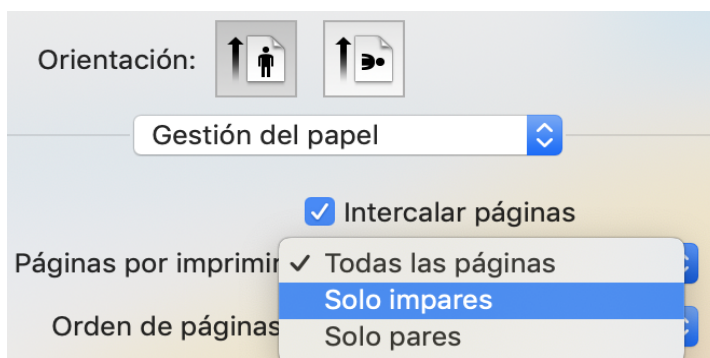 Orientación:
Gestión del papel
Intercalar páginas
Páginas por imprimir
Todas las páginas
Solo impares
Orden de páginas
Solo pares